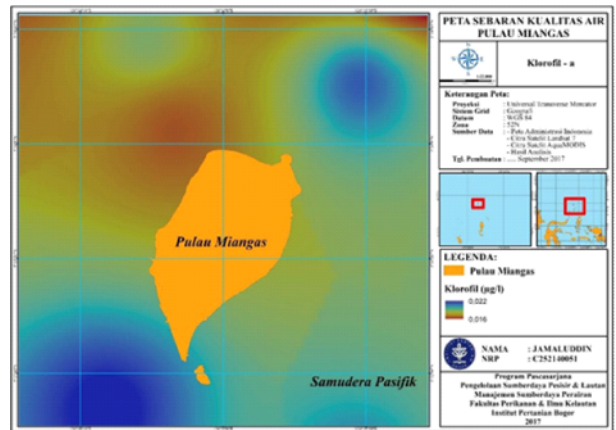 PETA SEBARAN KUALITAS AIR
PULAU MIANGAS
Klorofil - a
Keterangan Peta:
Proyeksi : Universal Transverse Mercator
Sistem Grid : Geografi
Datum : WGS 84
Zona : 52N
Sumber Data : - Peta Administrasi Indonesia
- Citra Satelit Landsat 7
- Citra Satelit AquaMODIS
- Hasil Analisis
Tgl. Pembuatan : ..... September 2017
Pulau Miangas
Samudera Pasifik
LEGENDA:
Pulau Miangas
Klorofil (µg/l)
0,022
0,016
NAMA : JAMALUDDIN
NRP : C252140051
Program Pascasarjana
Pengelolaan Sumberdaya Pesisir & Lautan
Manajemen Sumberdaya Perairan
Fakultas Perikanan & Ilmu Kelautan
Institut Pertanian Bogor
2017